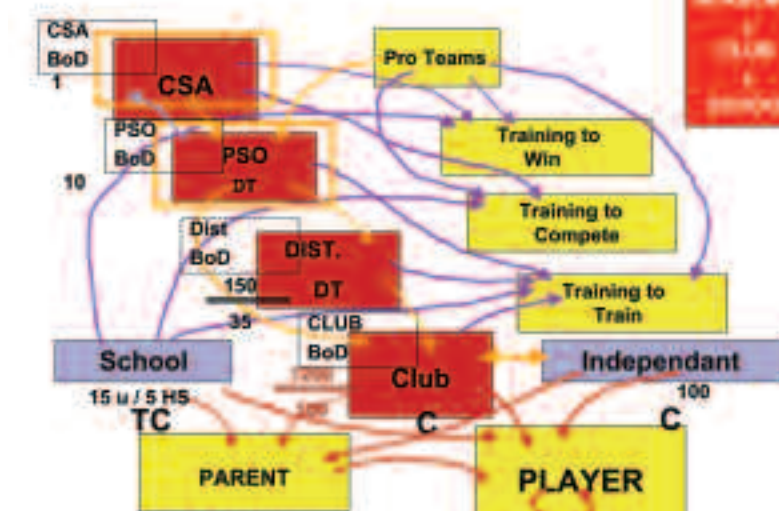 CSA
BoD
1
CSA
Pro Teams
PSO
BoD
10
PSO
DT
Training to
Win
Training to
Compete
Dist
BoD
DIST.
DT
150
35
Training to
Train
CLUB
BoD
School
Club
Independant
15 u / 5 HS
100
TC
C
C
PARENT
PLAYER